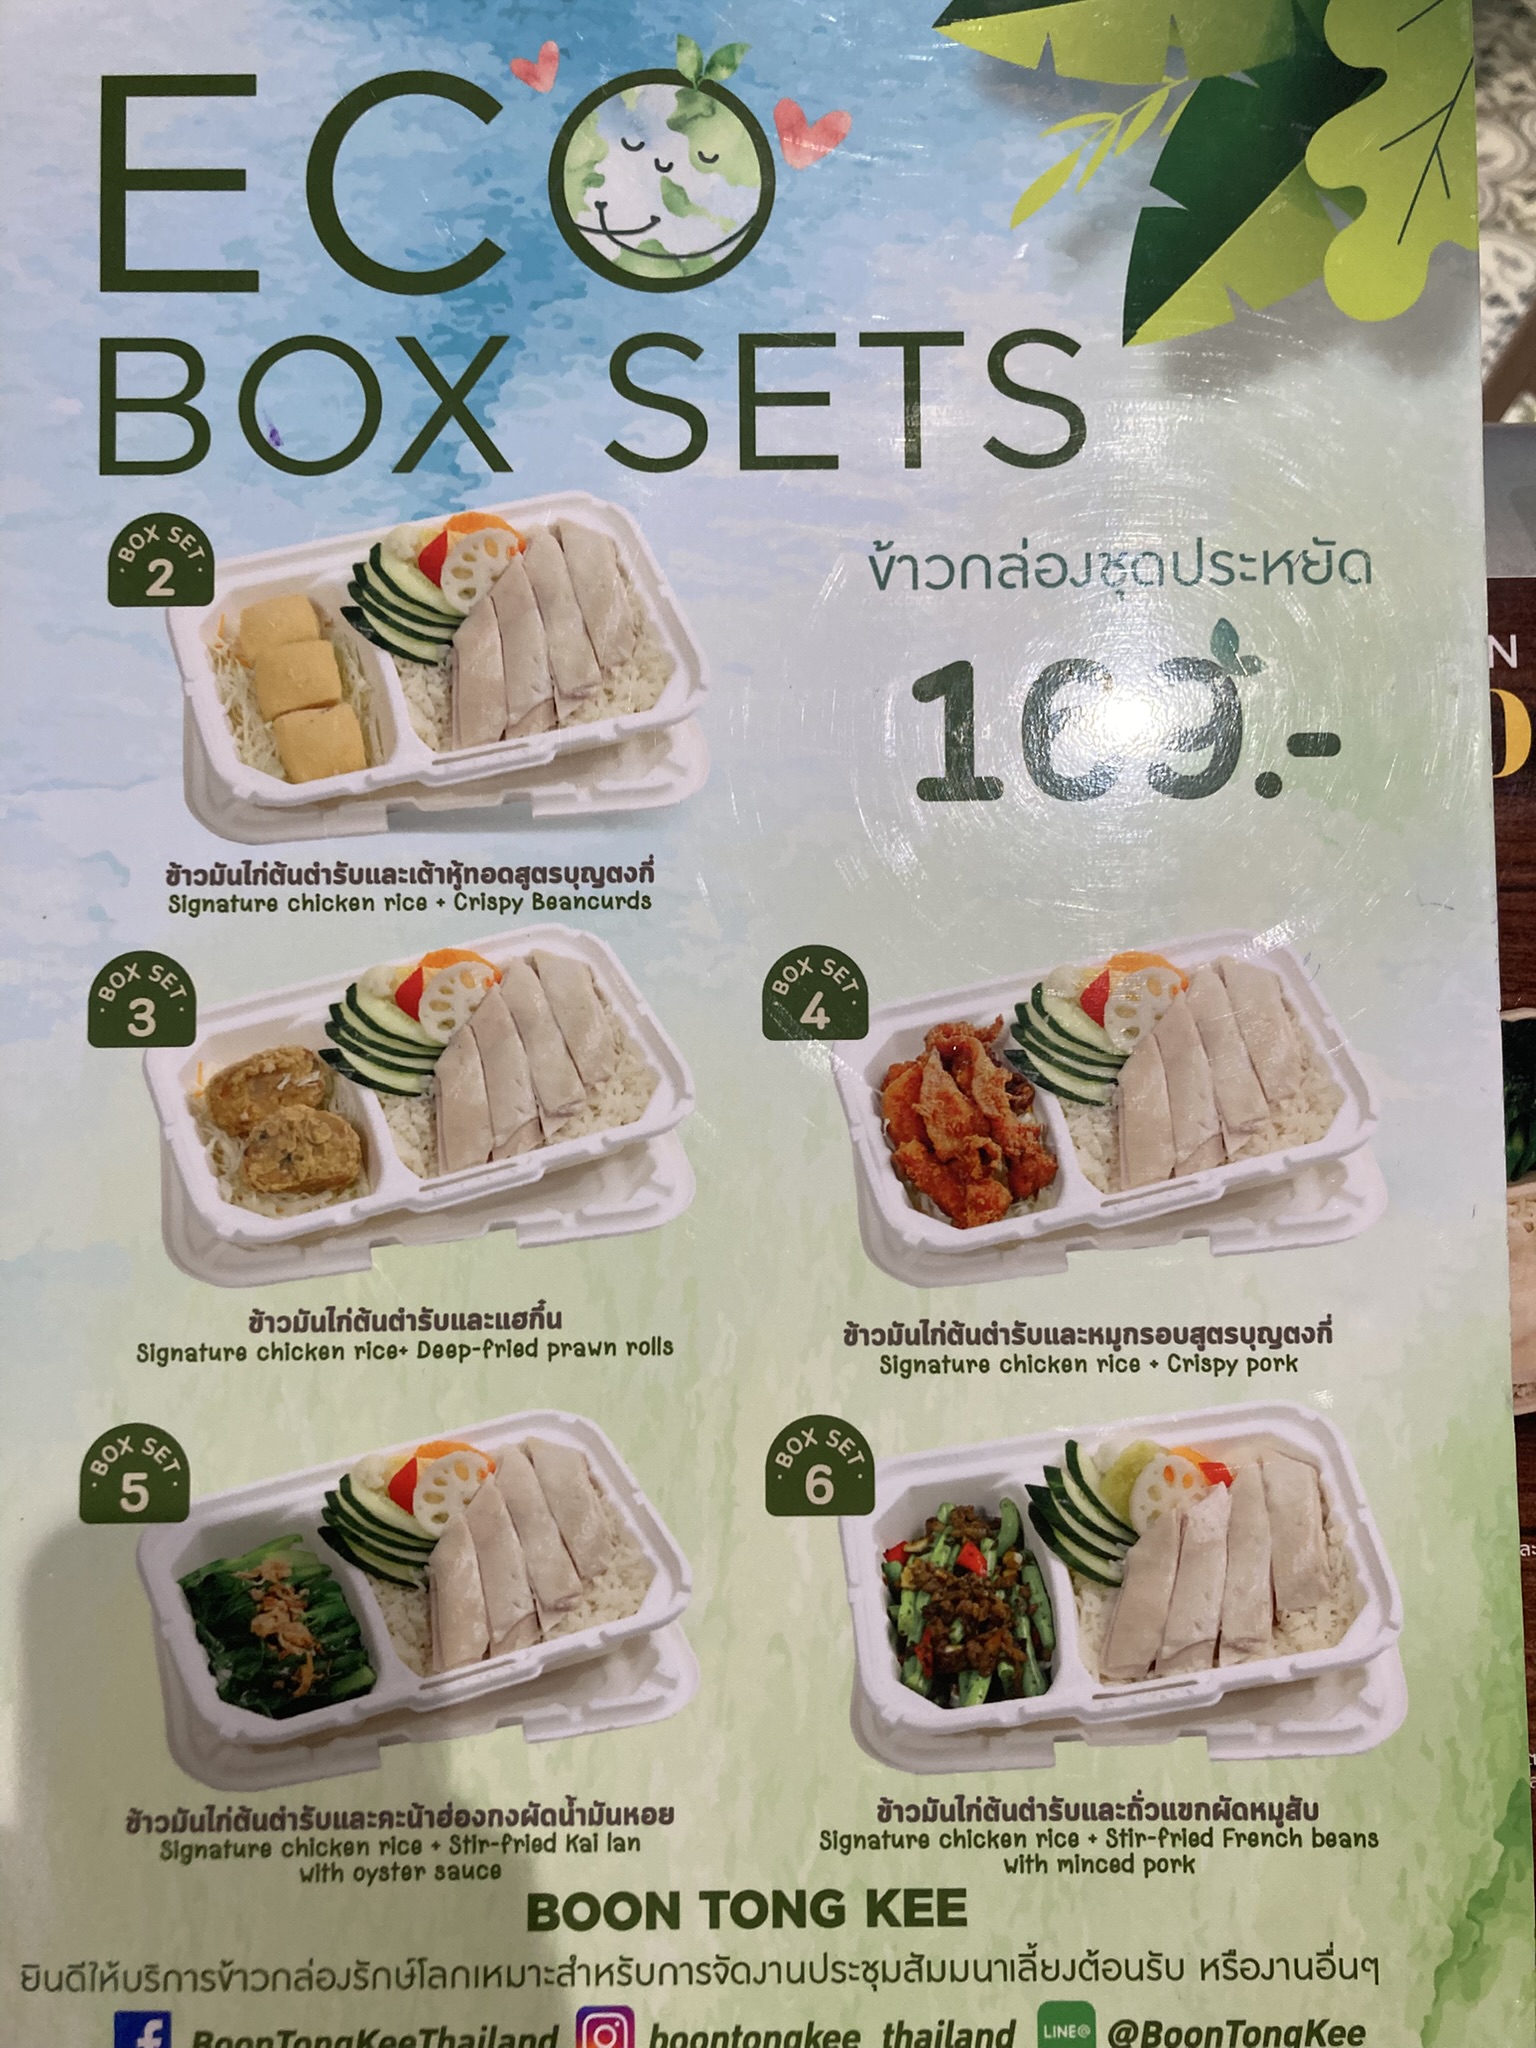 ECO
BOX SETS
BOX SET
2
ข้าวกล่องชุดประหยัด
ข้าวมันไก่ต้นตำรับและเต้าหู้ทอดสูตรบุญตงกี่
Signature chicken rice + Crispy Beancurds
BOX SET
3
ข้าวมันไก่ต้นตำรับและแฮกึ๋น
Signature chicken rice+ Deep-fried prawn rolls
BOX SET
4
ข้าวมันไก่ต้นตำรับและหมูกรอบสูตรบุญตงกี่
Signature chicken rice + Crispy pork
BOX SET
5
ข้าวมันไก่ต้นตำรับและคะน้าฮ่องกงผัดน้ำมันหอย
Signature chicken rice + Stir-fried Kai lan
with oyster sauce
BOX SET
6
ข้าวมันไก่ต้นตำรับและถั่วแขกผัดหมูสับ
Signature chicken rice + Stir-fried French beans
with minced pork
BOON TONG KEE
ยินดีให้บริการข้าวกล่องรักษ์โลกเหมาะสำหรับการจัดงานประชุมสัมมนาเลี้ยงต้อนรับ หรืองานอื่นๆ
BoonTongKeeThailand
boontongkee_thailand
LINE@
@BoonTongKee